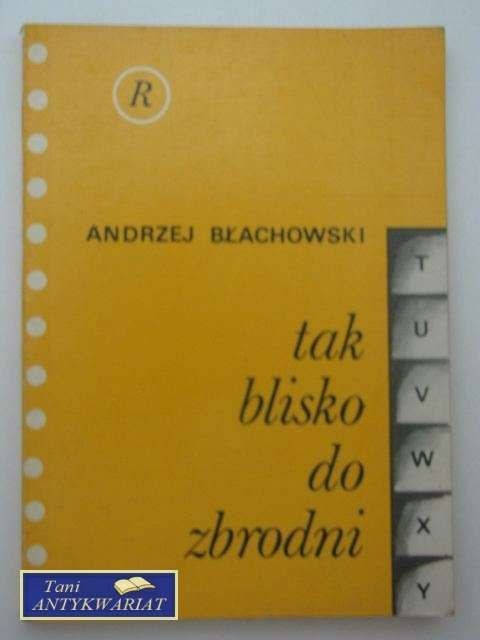 R
ANDRZEJ BŁACHOWSKI
tak
blisko
do
zbrodni
T
U
V
W
X
Y
Tani
ANTYKWARIAT